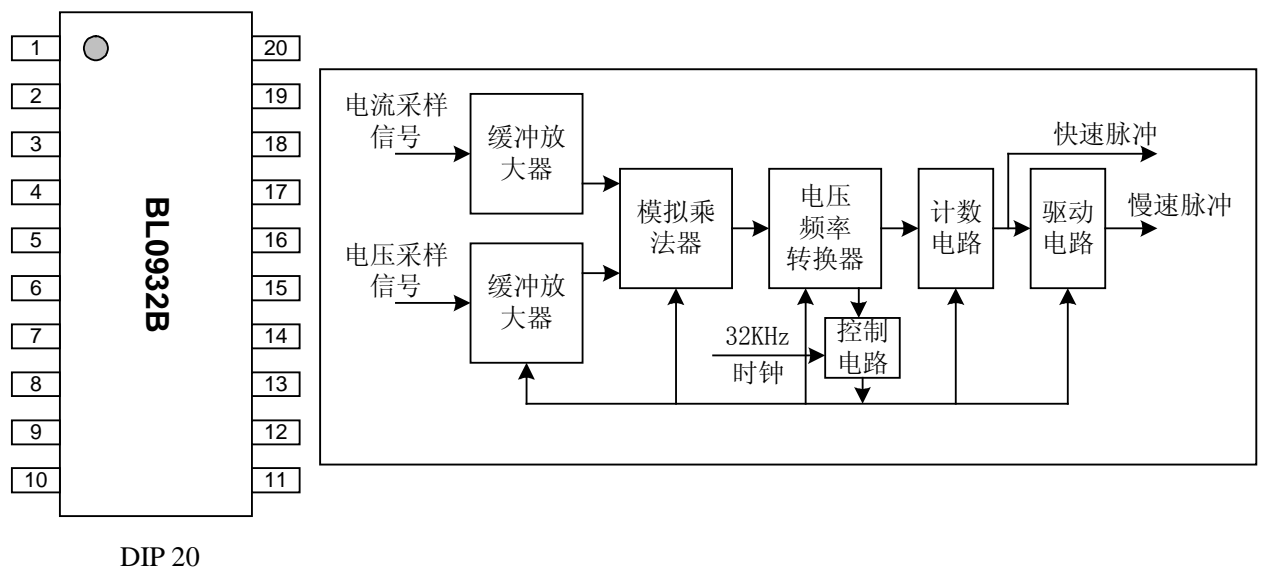 1
2
3
4
5
6
7
8
9
10
20
19
18
17
16
15
14
13
12
11
BL0932B
DIP 20
电流采样
信号
缓冲放
大器
电压采样
信号
缓冲放
大器
模拟乘
法器
电压
频率
转换器
计数
电路
驱动
电路
快速脉冲
慢速脉冲
32KHz
时钟
控制
电路